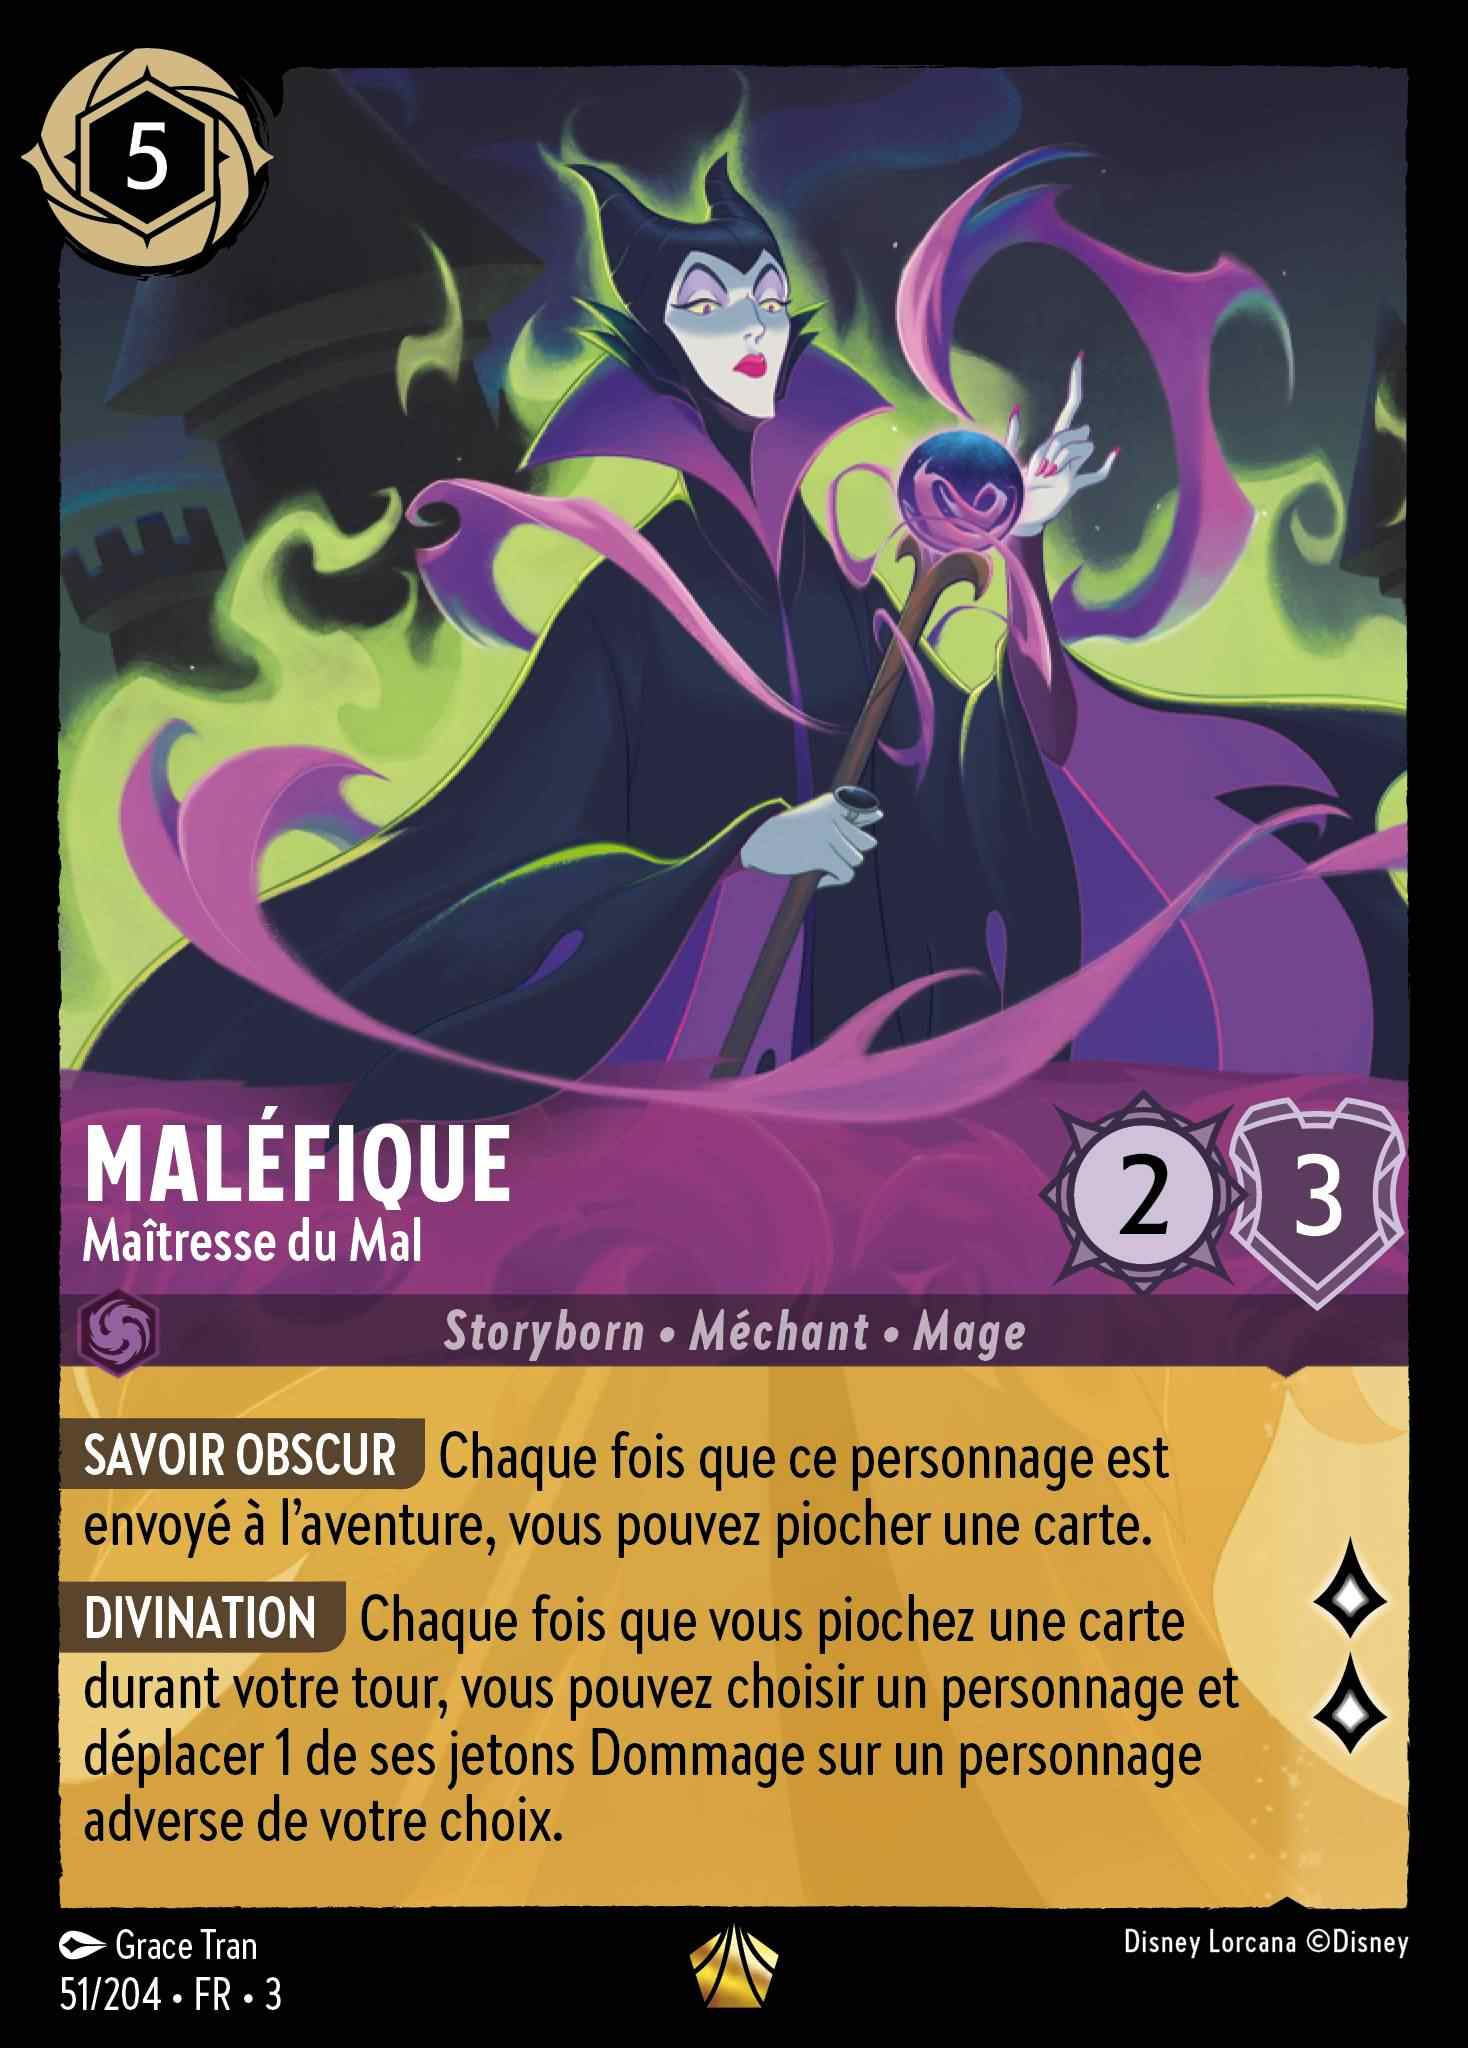 5
MALÉFIQUE
Maîtresse du Mal
2
3
Storyborn • Méchant • Mage
SAVOIR OBSCUR Chaque fois que ce personnage est
envoyé à l'aventure, vous pouvez piocher une carte.
DIVINATION Chaque fois que vous piochez une carte
durant votre tour, vous pouvez choisir un personnage et
déplacer 1 de ses jetons Dommage sur un personnage
adverse de votre choix.
Grace Tran
51/204 • FR • 3
Disney Lorcana ©Disney